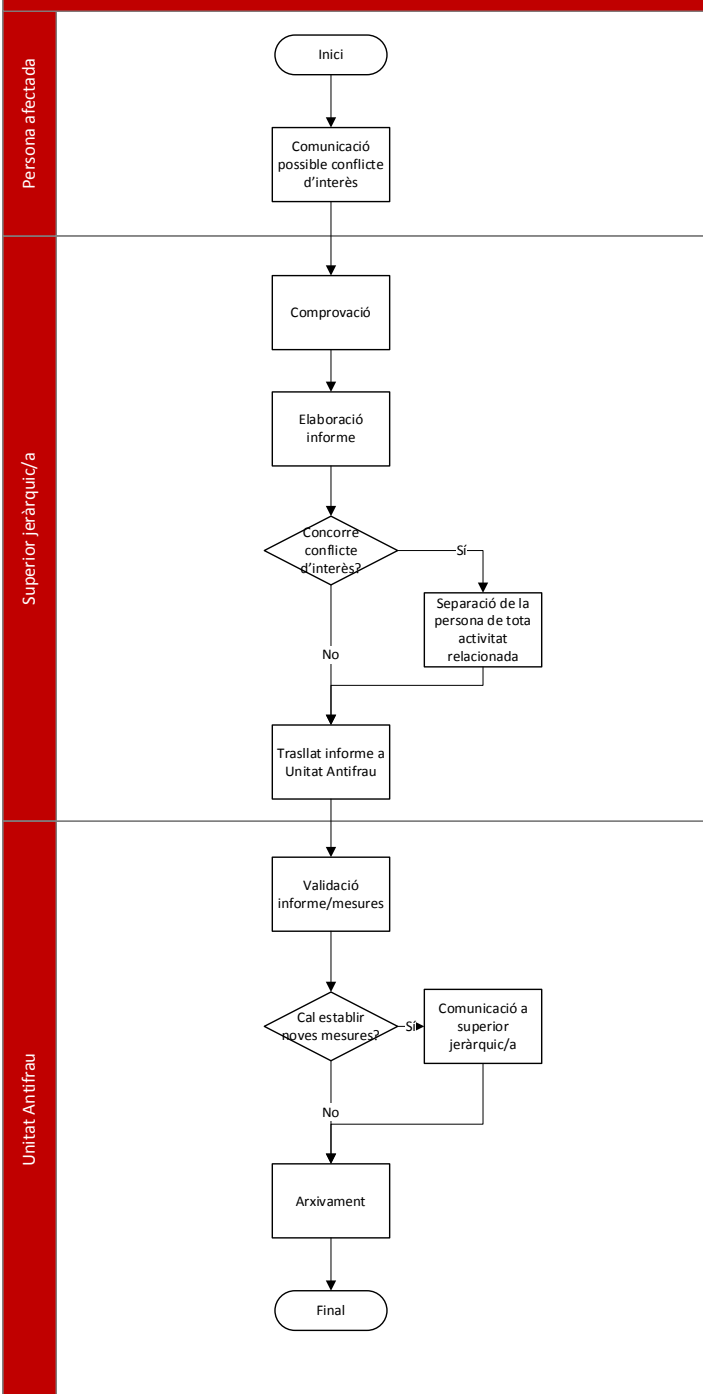 Persona afectada
Inici
Comunicació
possible conflicte
d’interès
Superior jeràrquic/a
Comprovació
Elaboració
informe
Concorre
conflicte
d’interès?
Sí
Separació de la
persona de tota
activitat
relacionada
No
Trasllat informe a
Unitat Antifrau
Unitat Antifrau
Validació
informe/mesures
Cal establir
noves mesures?
Sí
Comunicació a
superior
jeràrquic/a
No
Arxivament
Final